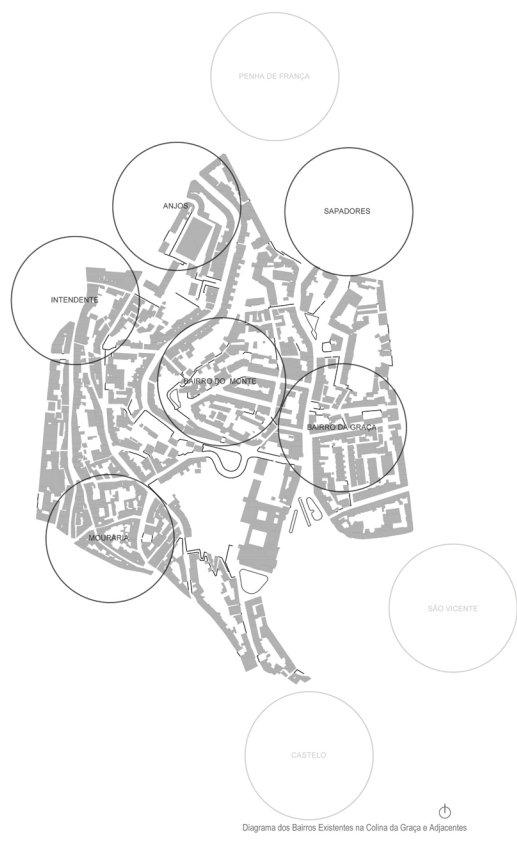 PENHA DE FRANÇA
ANJOS
SAPADORES
INTENDENTE
BAIRRO DO MONTE
BAIRRO DA GRAÇA
MOURARIA
SÃO VICENTE
CASTELO
Diagrama dos Bairros Existentes na Colina da Graça e Adjacentes